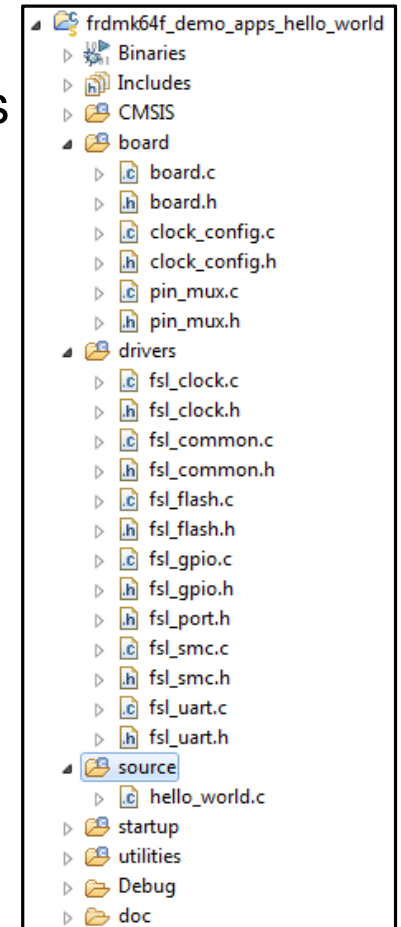 frdmk64f_demo_apps_hello_world
Binaries
Includes
CMSIS
s
board
board.c
board.h
clock_config.c
clock_config.h
pin_mux.c
pin_mux.h
drivers
fsl_clock.c
fsl_clock.h
fsl_common.c
fsl_common.h
fsl_flash.c
fsl_flash.h
fsl_gpio.c
fsl_gpio.h
fsl_port.h
fsl_smc.c
fsl_smc.h
fsl_uart.c
fsl_uart.h
source
hello_world.c
startup
utilities
Debug
doc